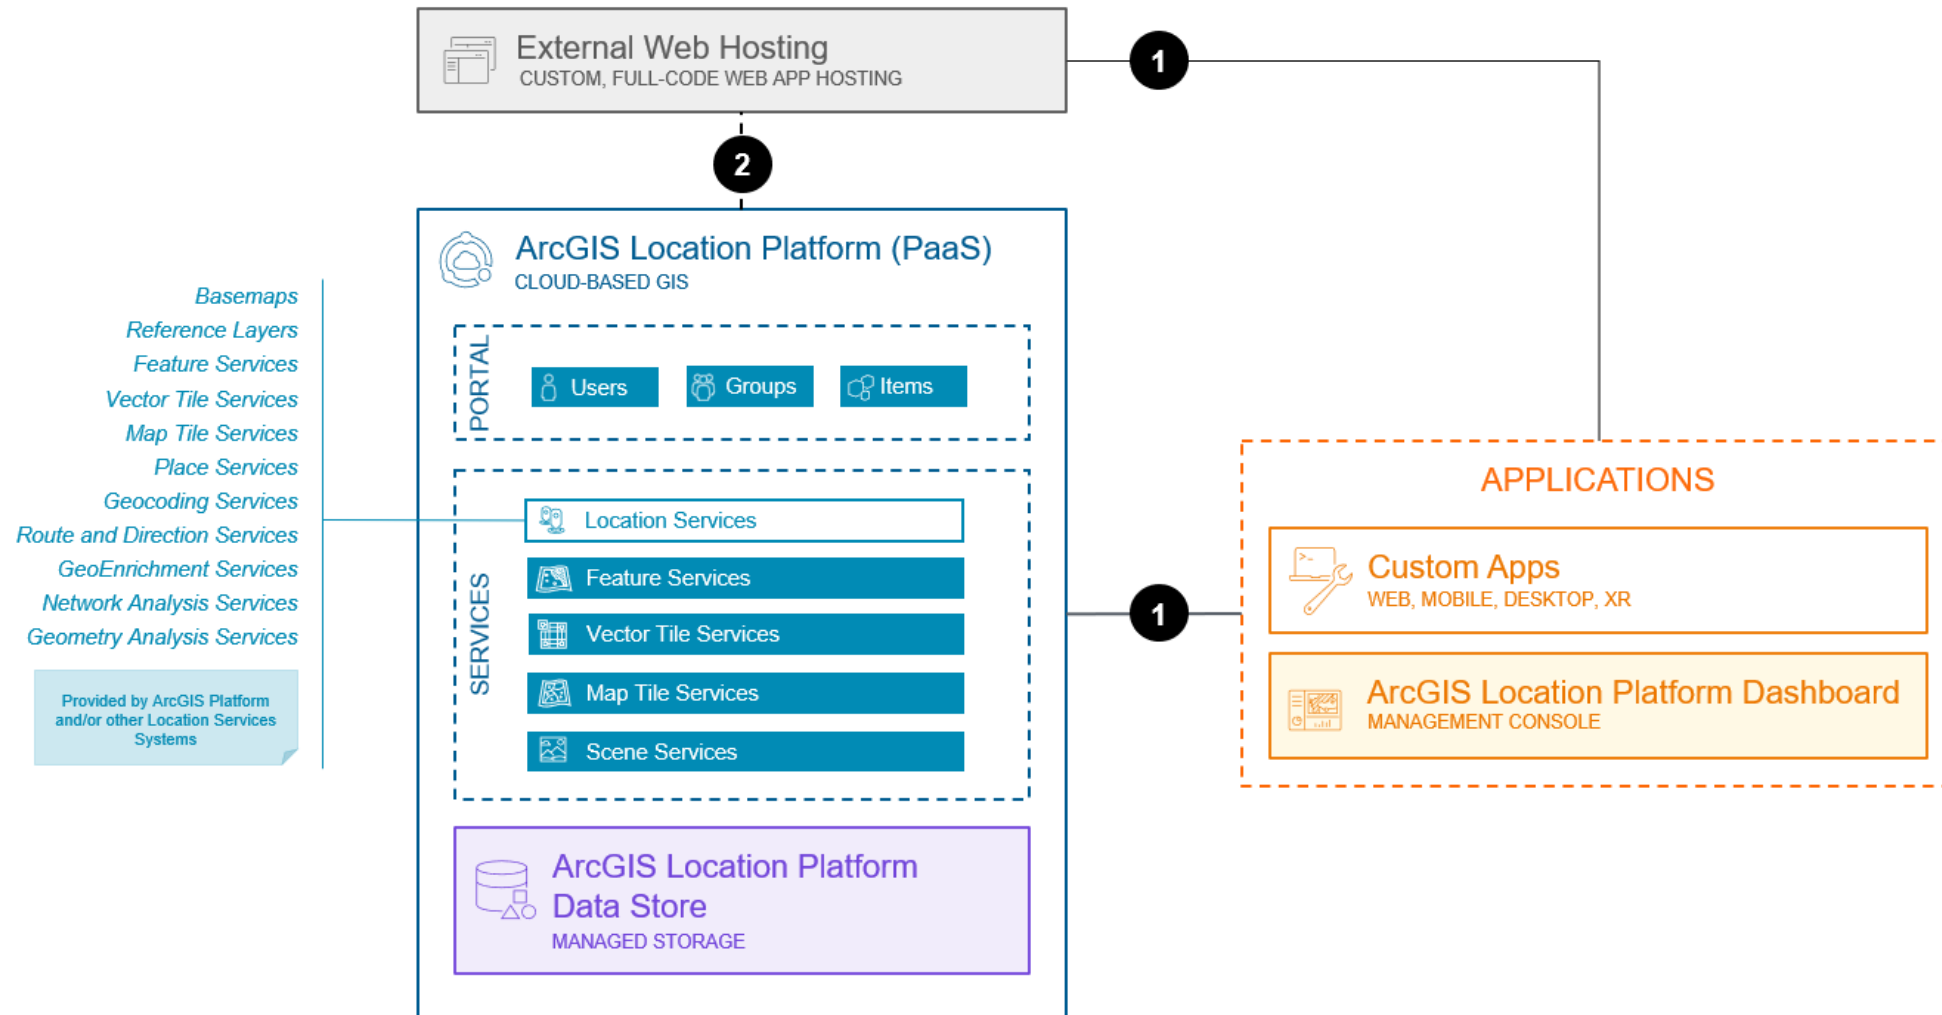 External Web Hosting
CUSTOM, FULL-CODE WEB APP HOSTING
1
2
ArcGIS Location Platform (PaaS)
CLOUD-BASED GIS
PORTAL
Users
Groups
Items
Basemaps
Reference Layers
Feature Services
Vector Tile Services
Map Tile Services
Place Services
Geocoding Services
Route and Direction Services
GeoEnrichment Services
Network Analysis Services
Geometry Analysis Services
Provided by ArcGIS Platform
and/or other Location Services
Systems
SERVICES
Location Services
Feature Services
Vector Tile Services
Map Tile Services
Scene Services
ArcGIS Location Platform
Data Store
MANAGED STORAGE
1
APPLICATIONS
Custom Apps
WEB, MOBILE, DESKTOP, XR
ArcGIS Location Platform Dashboard
MANAGEMENT CONSOLE